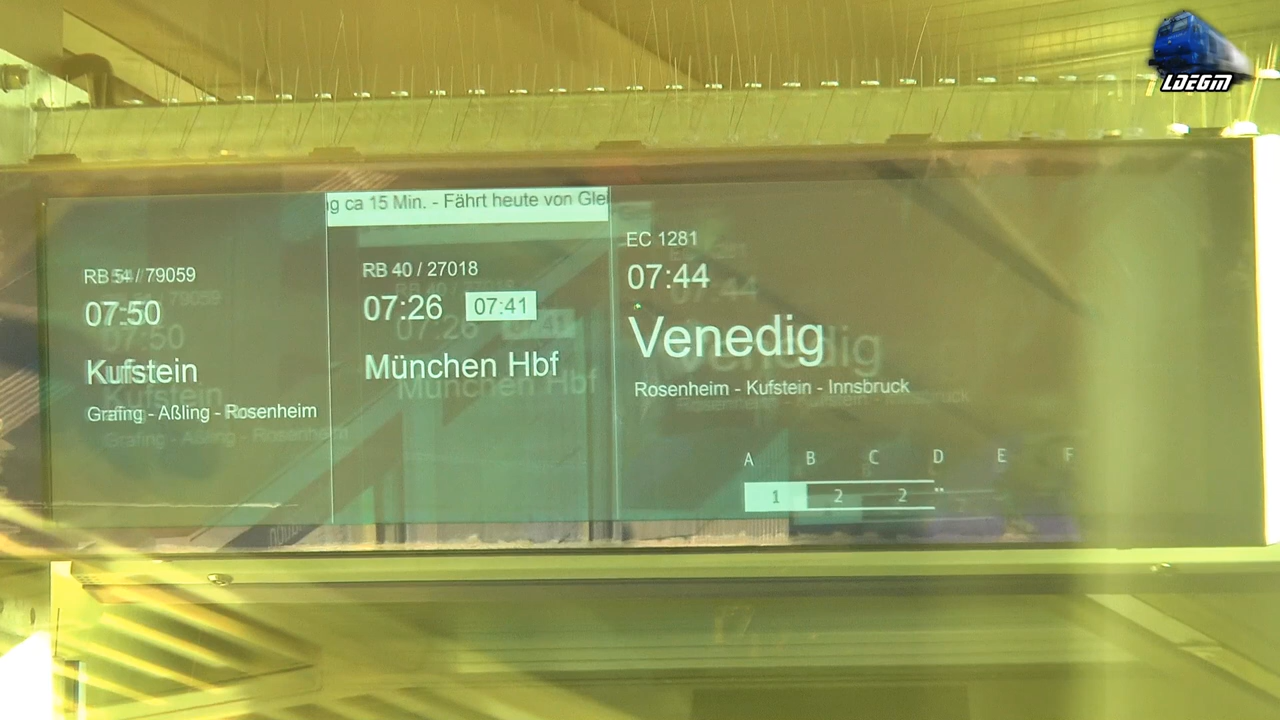 RB 54 / 79059
07:50
Kufstein
Grafing - Aßling - Rosenheim
g ca 15 Min. - Fährt heute von Glei
RB 40 / 27018
07:26 07:41
München Hbf
EC 1281
07:44
Venedig
Rosenheim - Kufstein - Innsbruck
A B C D E F
1 2 2
LDEGM